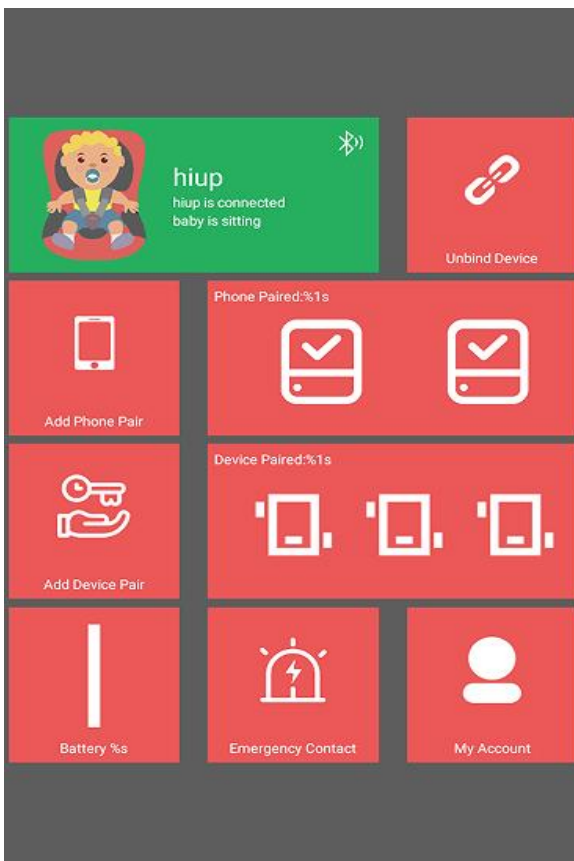 hiup
hiup is connected
baby is sitting
Unbind Device
Phone Paired:%1s
Add Phone Pair
Device Paired:%1s
Add Device Pair
Battery %s
Emergency Contact
My Account